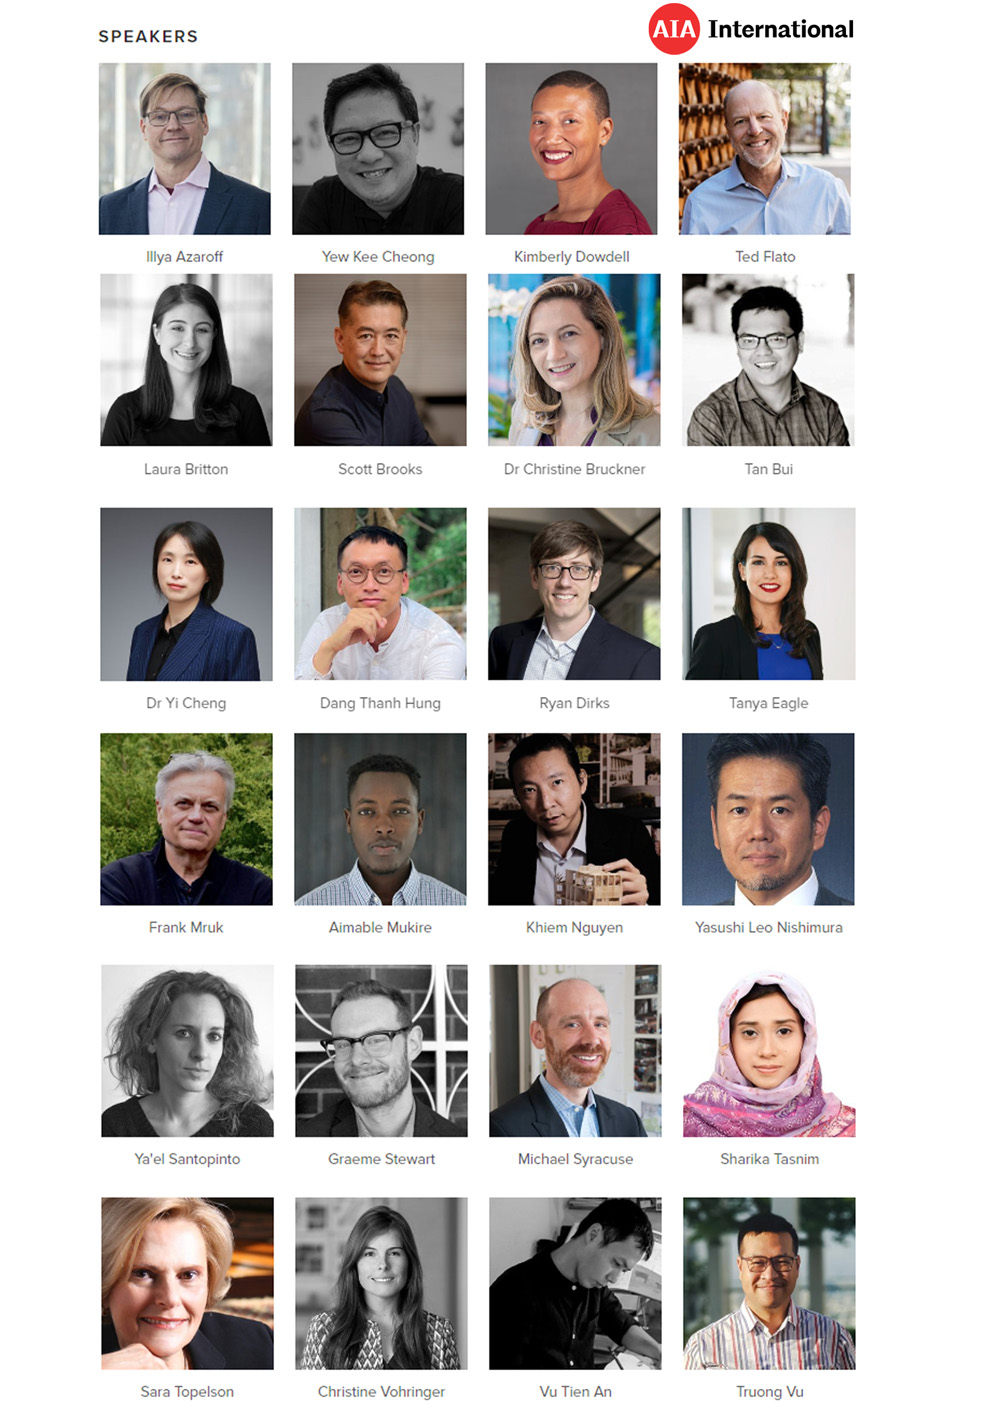 SPEAKERS
AIA International
Illya Azaroff
Yew Kee Cheong
Kimberly Dowdell
Ted Flato
Laura Britton
Scott Brooks
Dr Christine Bruckner
Tan Bui
Dr Yi Cheng
Dang Thanh Hung
Ryan Dirks
Tanya Eagle
Frank Mruk
Aimable Mukire
Khiem Nguyen
Yasushi Leo Nishimura
Ya'el Santopinto
Graeme Stewart
Michael Syracuse
Sharika Tasnim
Sara Topelson
Christine Vohringer
Vu Tien An
Truong Vu